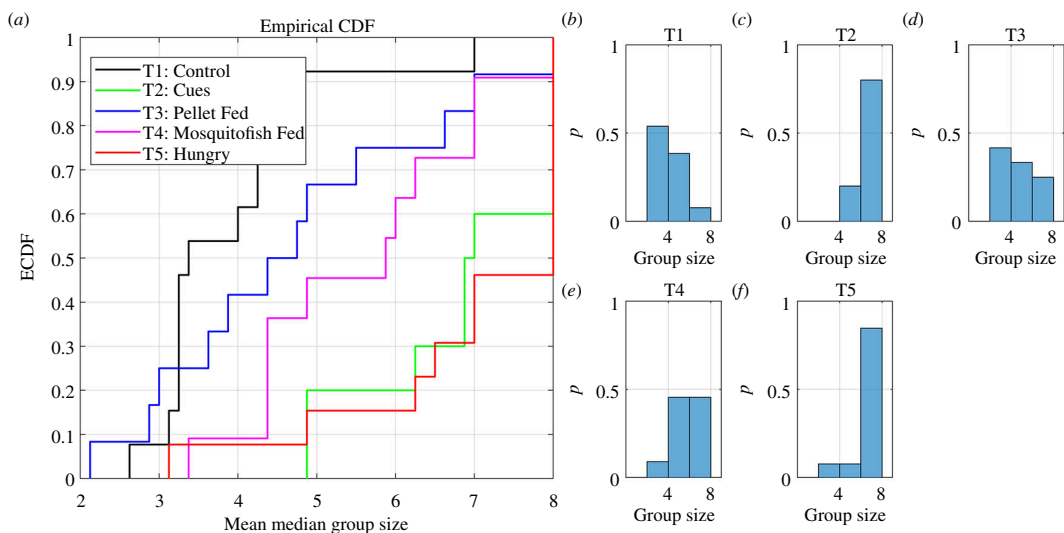 (a)
Empirical CDF
1
0.9
0.8
0.7
0.6
0.5
0.4
0.3
0.2
0.1
0
ECDF
T1: Control
T2: Cues
T3: Pellet Fed
T4: Mosquitofish Fed
T5: Hungry
2 3 4 5 6 7 8
Mean median group size
(b)
T1
1
0.5
0
p
4 8
Group size
(c)
T2
1
0.5
0
p
4 8
Group size
(d)
T3
1
0.5
0
p
4 8
Group size
(e)
T4
1
0.5
0
p
4 8
Group size
(f)
T5
1
0.5
0
p
4 8
Group size